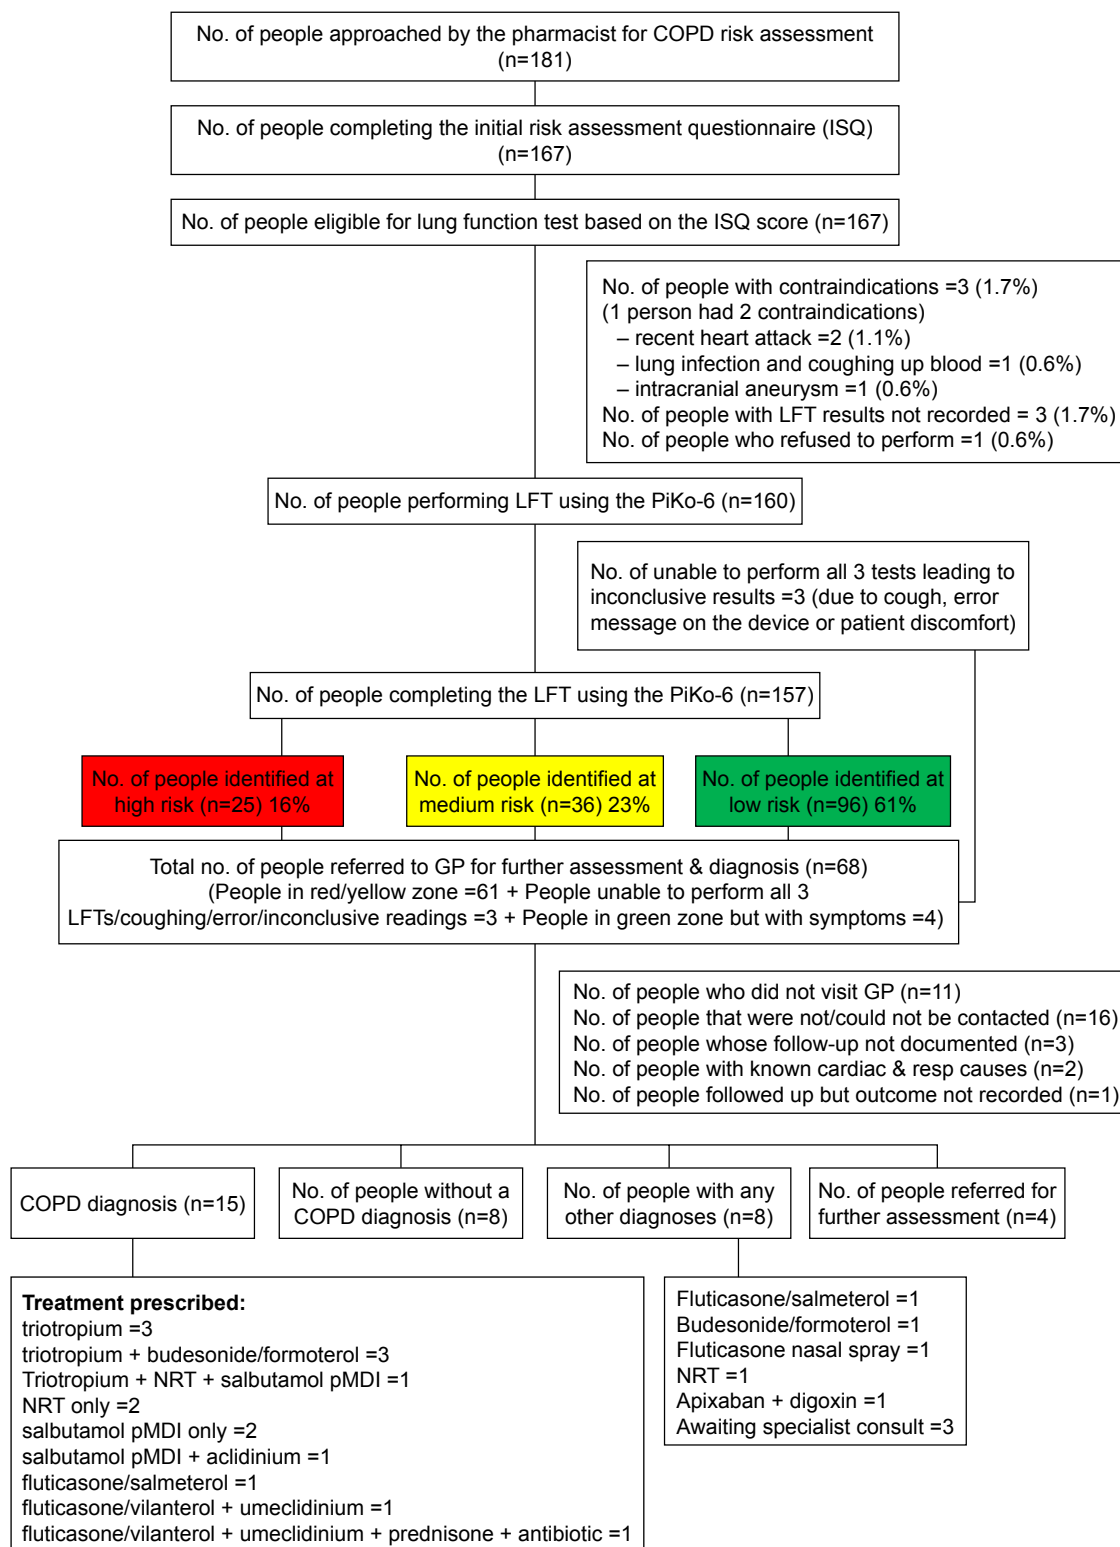 No. of people approached by the pharmacist for COPD risk assessment
(n=181)
No. of people completing the initial risk assessment questionnaire (ISQ)
(n=167)
No. of people eligible for lung function test based on the ISQ score (n=167)
No. of people with contraindications =3 (1.7%)
(1 person had 2 contraindications)
– recent heart attack =2 (1.1%)
– lung infection and coughing up blood =1 (0.6%)
– intracranial aneurysm =1 (0.6%)
No. of people with LFT results not recorded = 3 (1.7%)
No. of people who refused to perform =1 (0.6%)
No. of people performing LFT using the PiKo-6 (n=160)
No. of unable to perform all 3 tests leading to
inconclusive results =3 (due to cough, error
message on the device or patient discomfort)
No. of people completing the LFT using the PiKo-6 (n=157)
No. of people identified at
high risk (n=25) 16%
No. of people identified at
medium risk (n=36) 23%
No. of people identified at
low risk (n=96) 61%
Total no. of people referred to GP for further assessment & diagnosis (n=68)
(People in red/yellow zone =61 + People unable to perform all 3
LFTs/coughing/error/inconclusive readings =3 + People in green zone but with symptoms =4)
No. of people who did not visit GP (n=11)
No. of people that were not/could not be contacted (n=16)
No. of people whose follow-up not documented (n=3)
No. of people with known cardiac & resp causes (n=2)
No. of people followed up but outcome not recorded (n=1)
COPD diagnosis (n=15)
No. of people without a
COPD diagnosis (n=8)
No. of people with any
other diagnoses (n=8)
No. of people referred for
further assessment (n=4)
Treatment prescribed:
triotropium =3
triotropium + budesonide/formoterol =3
Triotropium + NRT + salbutamol pMDI =1
NRT only =2
salbutamol pMDI only =2
salbutamol pMDI + aclidinium =1
fluticasone/salmeterol =1
fluticasone/vilanterol + umeclidinium =1
fluticasone/vilanterol + umeclidinium + prednisone + antibiotic =1
Fluticasone/salmeterol =1
Budesonide/formoterol =1
Fluticasone nasal spray =1
NRT =1
Apixaban + digoxin =1
Awaiting specialist consult =3